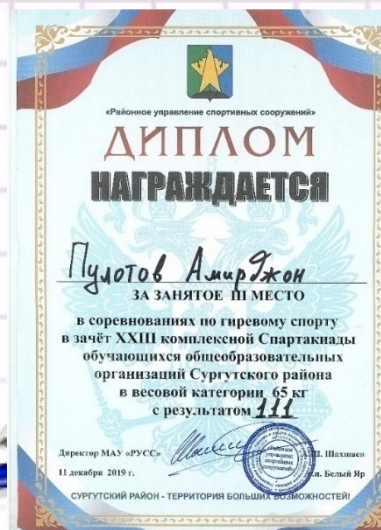 «Районное управление спортивных сооружений»
ДИПЛОМ
НАГРАЖДАЕТСЯ
Пулотов Амирджон
ЗА ЗАНЯТОЕ III МЕСТО
в соревнованиях по гиревому спорту
в зачёт XXIII комплексной Спартакиады
обучающихся общеобразовательных
организаций Сургутского района
в весовой категории 65 кг
с результатом 111
Директор МАУ «РУСС»
11 декабря 2019 г. Белый Яр
СУРГУТСКИЙ РАЙОН - ТЕРРИТОРИЯ БОЛЬШИХ ВОЗМОЖНОСТЕЙ!